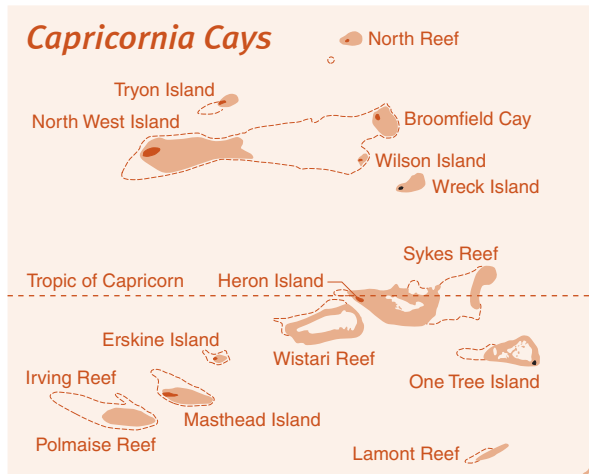 Capricornia Cays
North Reef
Tryon Island
North West Island
Broomfield Cay
Wilson Island
Wreck Island
Sykes Reef
Tropic of Capricorn
Heron Island
Erskine Island
Wistari Reef
One Tree Island
Irving Reef
Masthead Island
Polmaise Reef
Lamont Reef